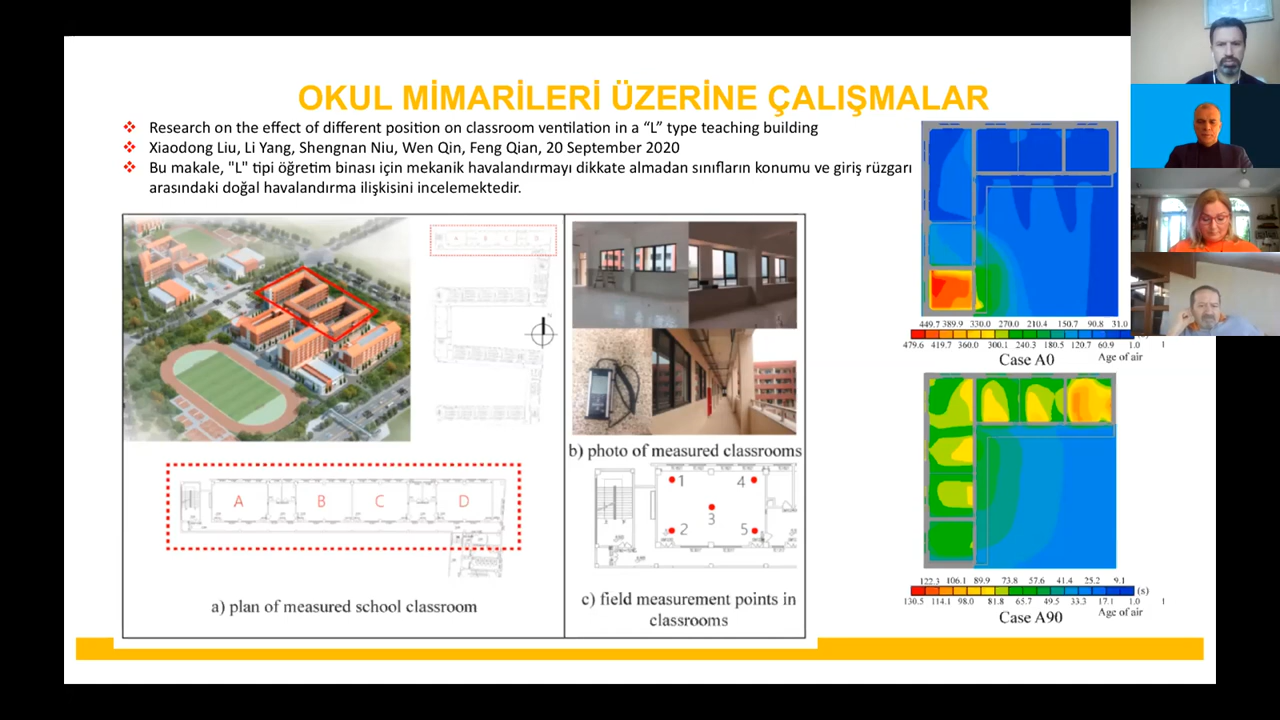 OKUL MİMARİLERİ ÜZERİNE ÇALIŞMALAR
Research on the effect of different position on classroom ventilation in a “L” type teaching building
Xiaodong Liu, Li Yang, Shengnan Niu, Wen Qin, Feng Qian, 20 September 2020
Bu makale, "L" tipi öğretim binası için mekanik havalandırmayı dikkate almadan sınıfların konumu ve giriş rüzgarı
arasındaki doğal havalandırma ilişkisini incelemektedir.
A B C D
a) plan of measured school classroom
b) photo of measured classrooms
1 4
3
2 5
c) field measurement points in
classrooms
449.7 389.9 330.0 270.0 210.4 150.7 90.8 31.0
479.6 419.7 360.0 300.1 240.3 180.5 120.7 60.9 1.0 1
Age of air
Case A0
122.3 106.1 89.9 73.8 57.6 41.4 25.2 9.1
(s)
130.5 114.1 98.0 81.8 65.7 49.5 33.3 17.1 1.0 1
Age of air
Case A90